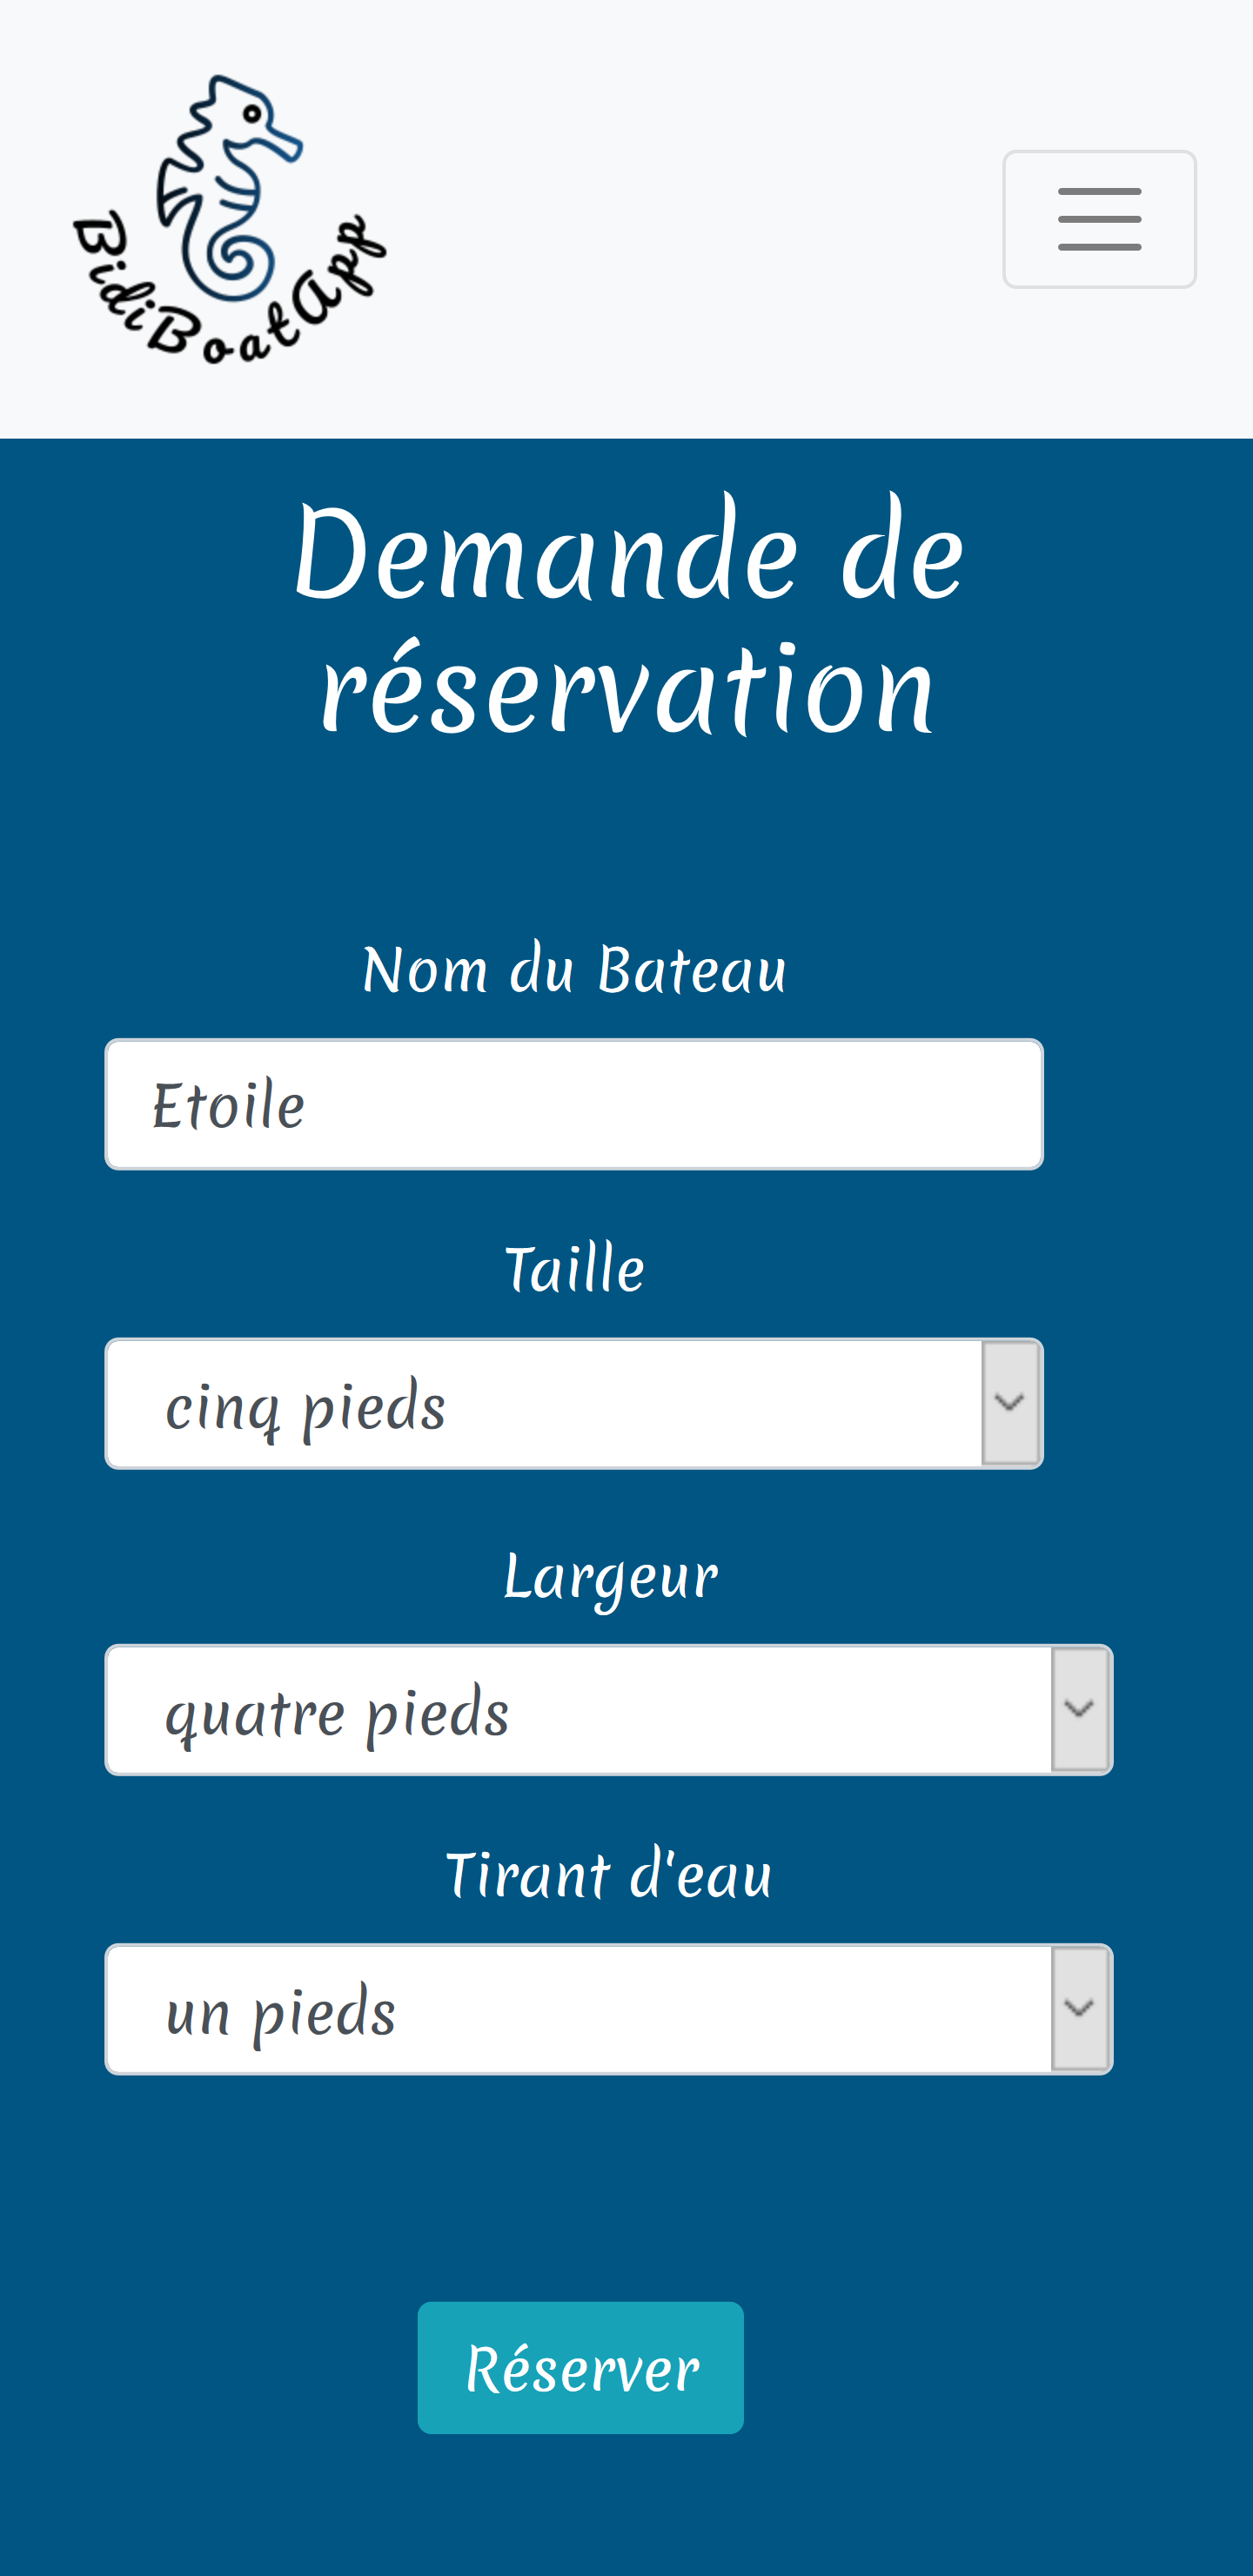 BidiBoatApp
Demande de
réservation
Nom du Bateau
Etoile
Taille
cinq pieds
Largeur
quatre pieds
Tirant d'eau
un pieds
Réserver